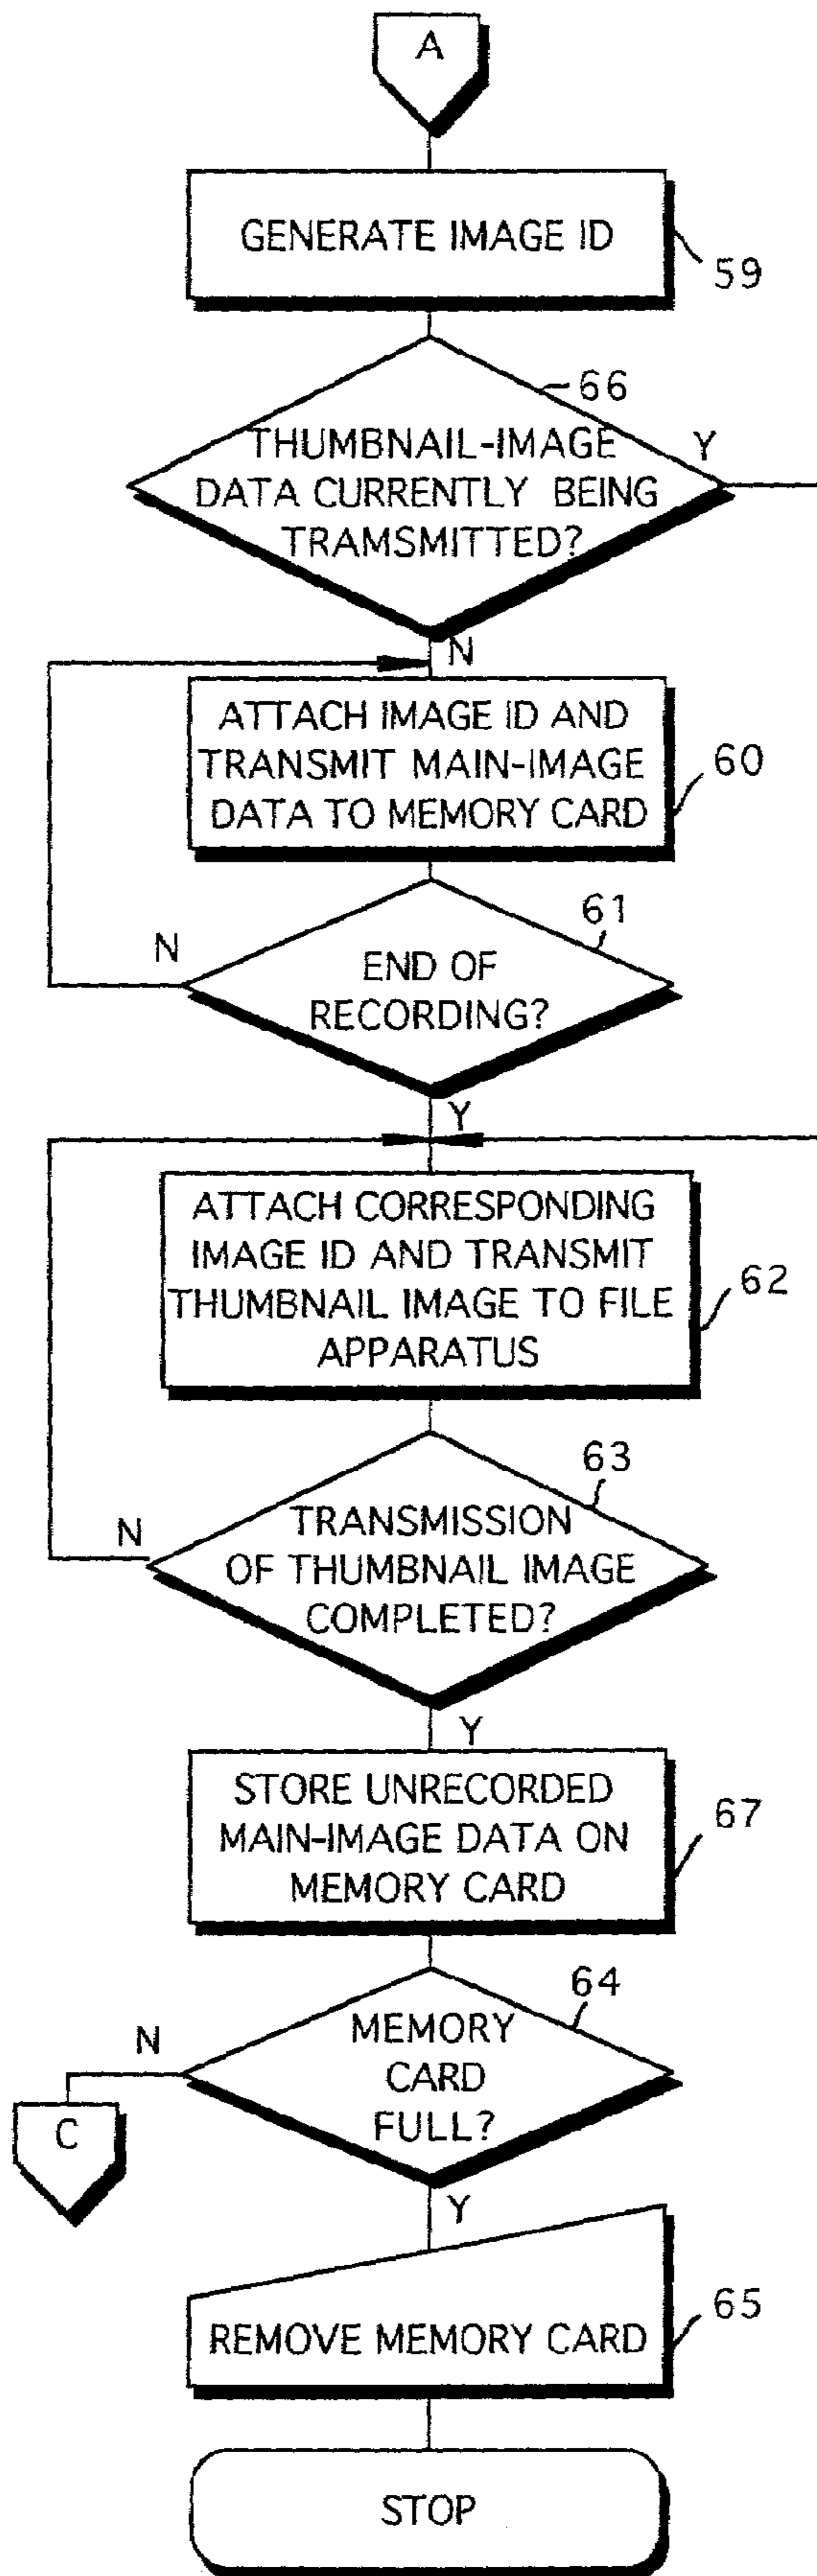 A
GENERATE IMAGE ID
59
66
THUMBNAIL-IMAGE
DATA CURRENTLY BEING
TRAMSMITTED?
Y
N
ATTACH IMAGE ID AND
TRANSMIT MAIN-IMAGE
DATA TO MEMORY CARD
60
61
N
END OF
RECORDING?
Y
ATTACH CORRESPONDING
IMAGE ID AND TRANSMIT
THUMBNAIL IMAGE TO FILE
APPARATUS
62
63
N
TRANSMISSION
OF THUMBNAIL IMAGE
COMPLETED?
Y
STORE UNRECORDED
MAIN-IMAGE DATA ON
MEMORY CARD
67
64
N
MEMORY
CARD
FULL?
C
Y
REMOVE MEMORY CARD
65
STOP